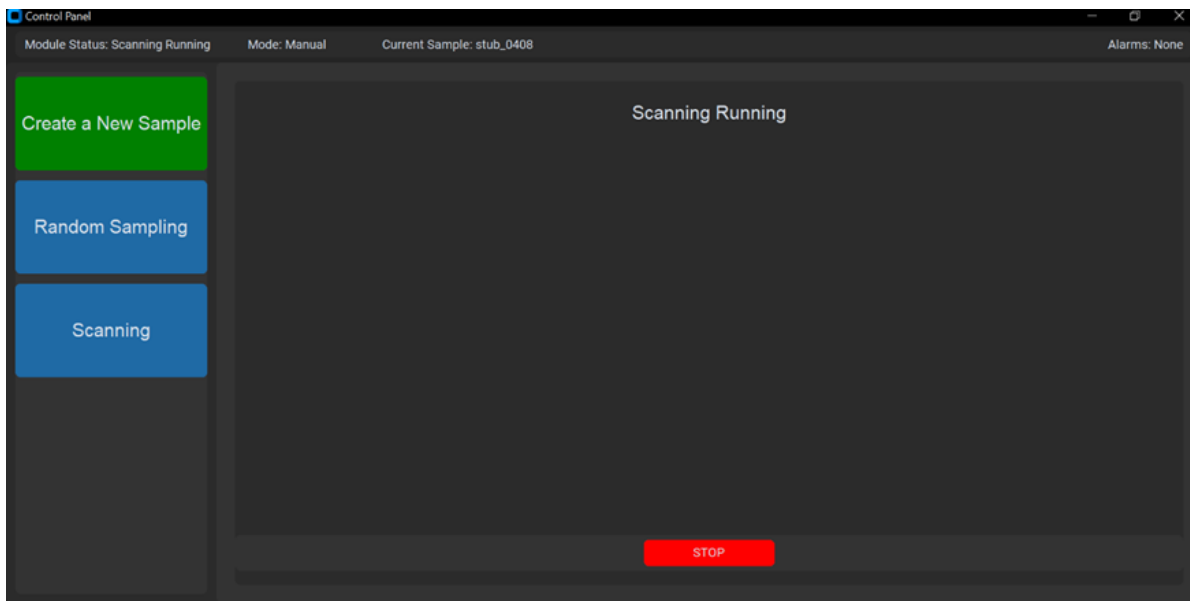 Control Panel
Module Status: Scanning Running Mode: Manual Current Sample: stub_0408 Alarms: None
Create a New Sample
Random Sampling
Scanning
Scanning Running
STOP